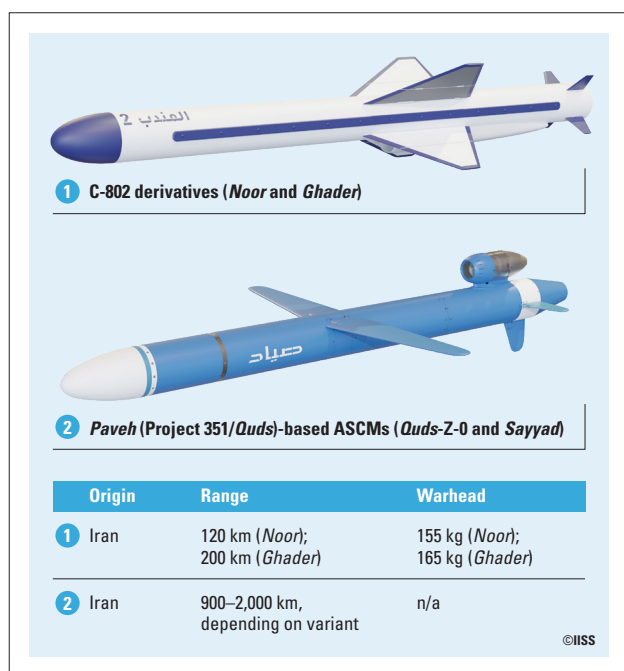 المندب 2
1 C-802 derivatives (Noor and Ghader)
صياد
2 Paveh (Project 351/Quds)-based ASCMs (Quds-Z-0 and Sayyad)
Origin Range Warhead
1 Iran 120 km (Noor); 155 kg (Noor);
200 km (Ghader) 165 kg (Ghader)
2 Iran 900–2,000 km, n/a
depending on variant
©IISS